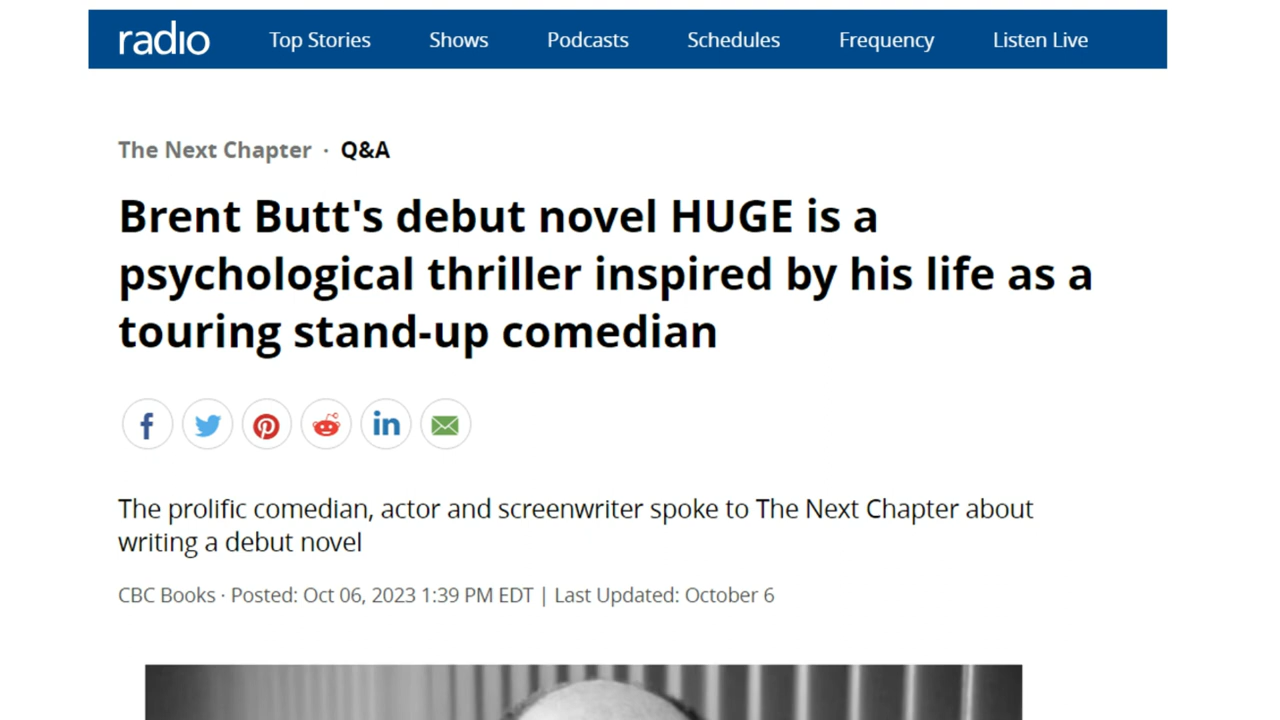 radio Top Stories Shows Podcasts Schedules Frequency Listen Live
The Next Chapter · Q&A
Brent Butt's debut novel HUGE is a
psychological thriller inspired by his life as a
touring stand-up comedian
The prolific comedian, actor and screenwriter spoke to The Next Chapter about
writing a debut novel
CBC Books · Posted: Oct 06, 2023 1:39 PM EDT | Last Updated: October 6